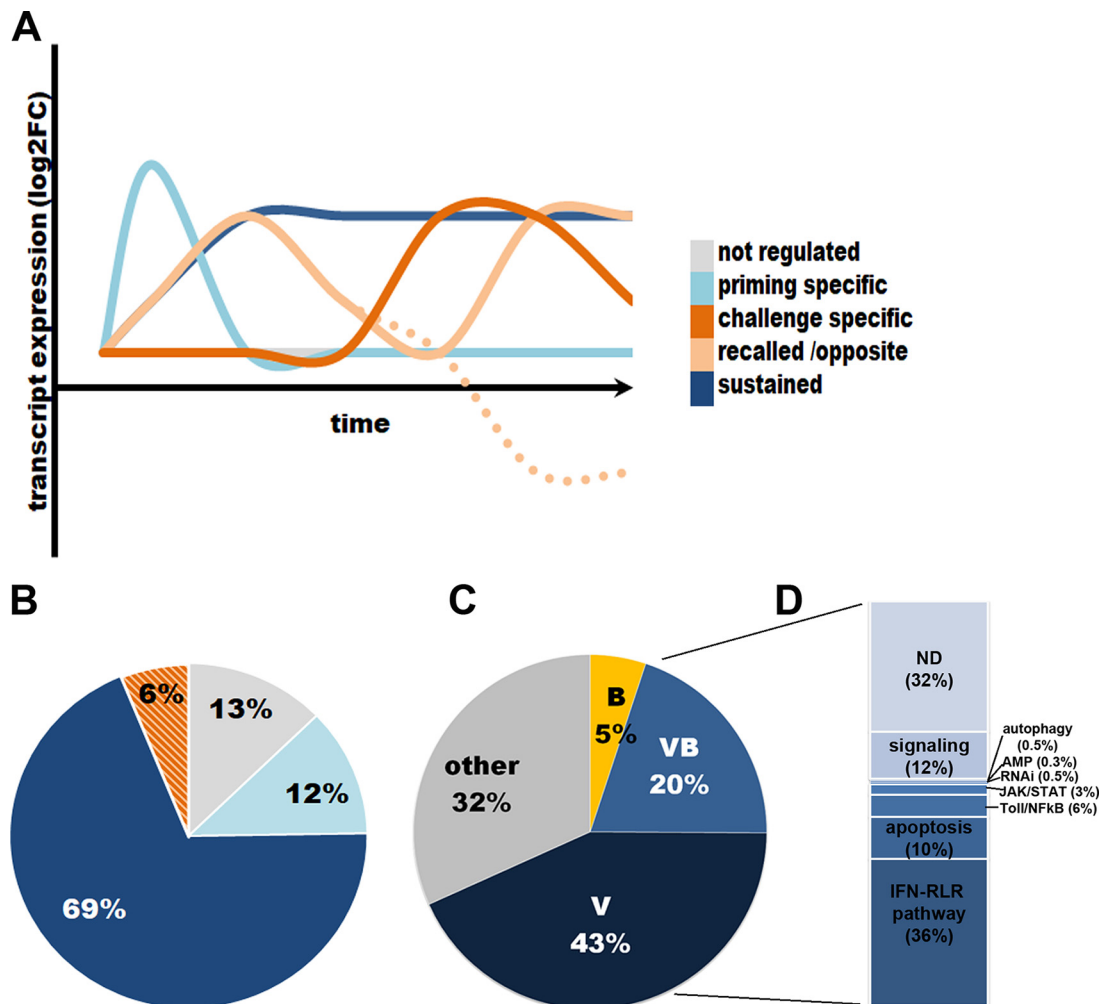 A
transcript expression (log2FC)
time
not regulated
priming specific
challenge specific
recalled /opposite
sustained
B
6%
13%
12%
69%
C
B
5%
VB
20%
other
32%
V
43%
D
ND
(32%)
signaling
(12%)
autophagy
(0.5%)
AMP (0.3%)
RNAi (0.5%)
JAK/STAT (3%)
Toll/NFkB (6%)
apoptosis
(10%)
IFN-RLR
pathway
(36%)